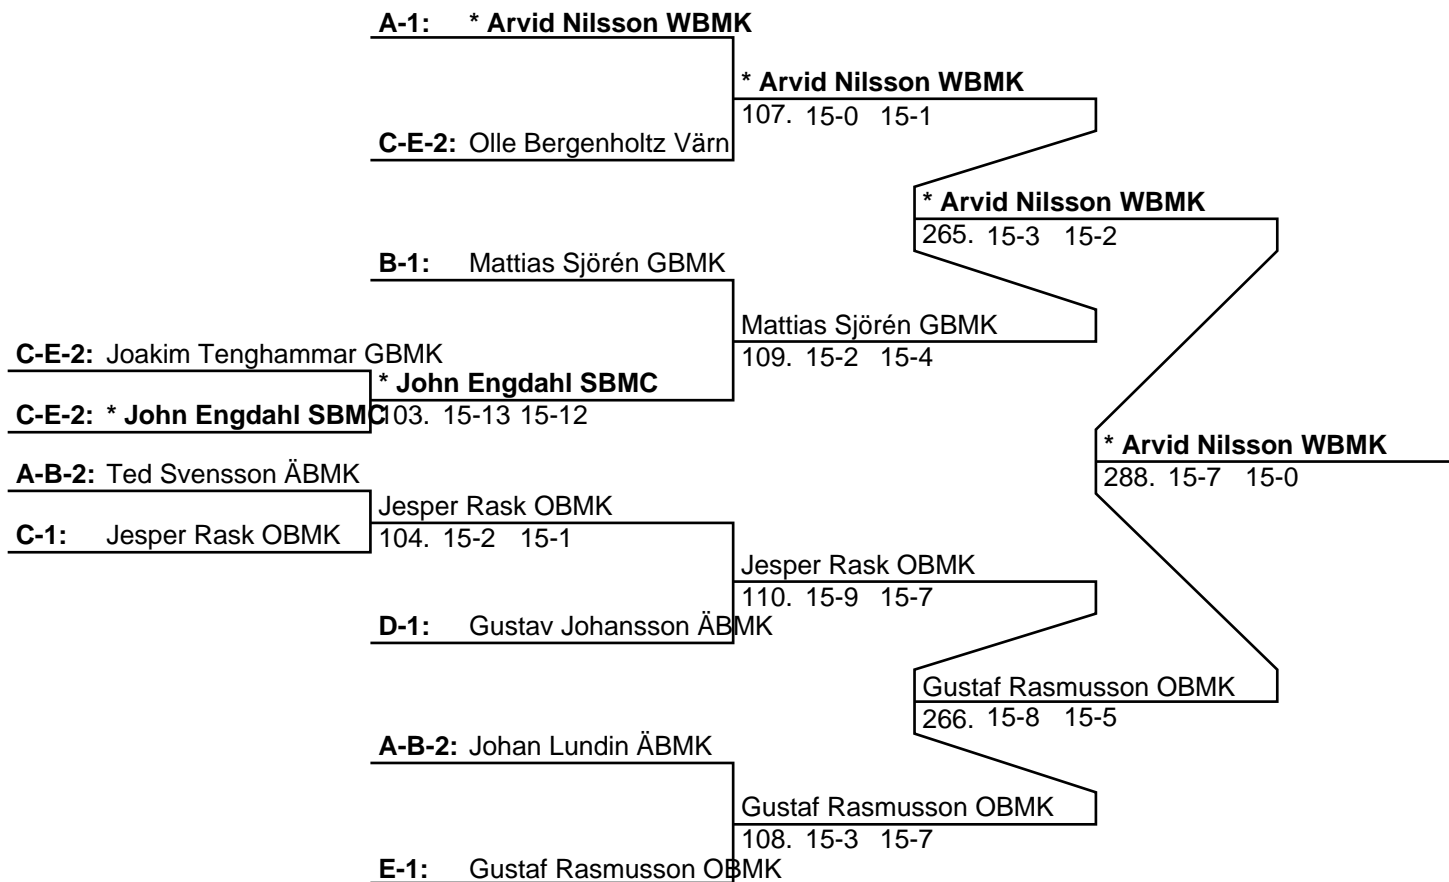 A-1: * Arvid Nilsson WBMK
* Arvid Nilsson WBMK
107. 15-0 15-1
C-E-2: Olle Bergenholtz Värn
* Arvid Nilsson WBMK
265. 15-3 15-2
B-1: Mattias Sjörén GBMK
Mattias Sjörén GBMK
109. 15-2 15-4
C-E-2: Joakim Tenghammar GBMK
* John Engdahl SBMC
C-E-2: * John Engdahl SBMC
103. 15-13 15-12
* Arvid Nilsson WBMK
288. 15-7 15-0
A-B-2: Ted Svensson ÄBMK
Jesper Rask OBMK
C-1: Jesper Rask OBMK
104. 15-2 15-1
Jesper Rask OBMK
110. 15-9 15-7
D-1: Gustav Johansson ÄBMK
Gustaf Rasmusson OBMK
266. 15-8 15-5
A-B-2: Johan Lundin ÄBMK
Gustaf Rasmusson OBMK
108. 15-3 15-7
E-1: Gustaf Rasmusson OBMK